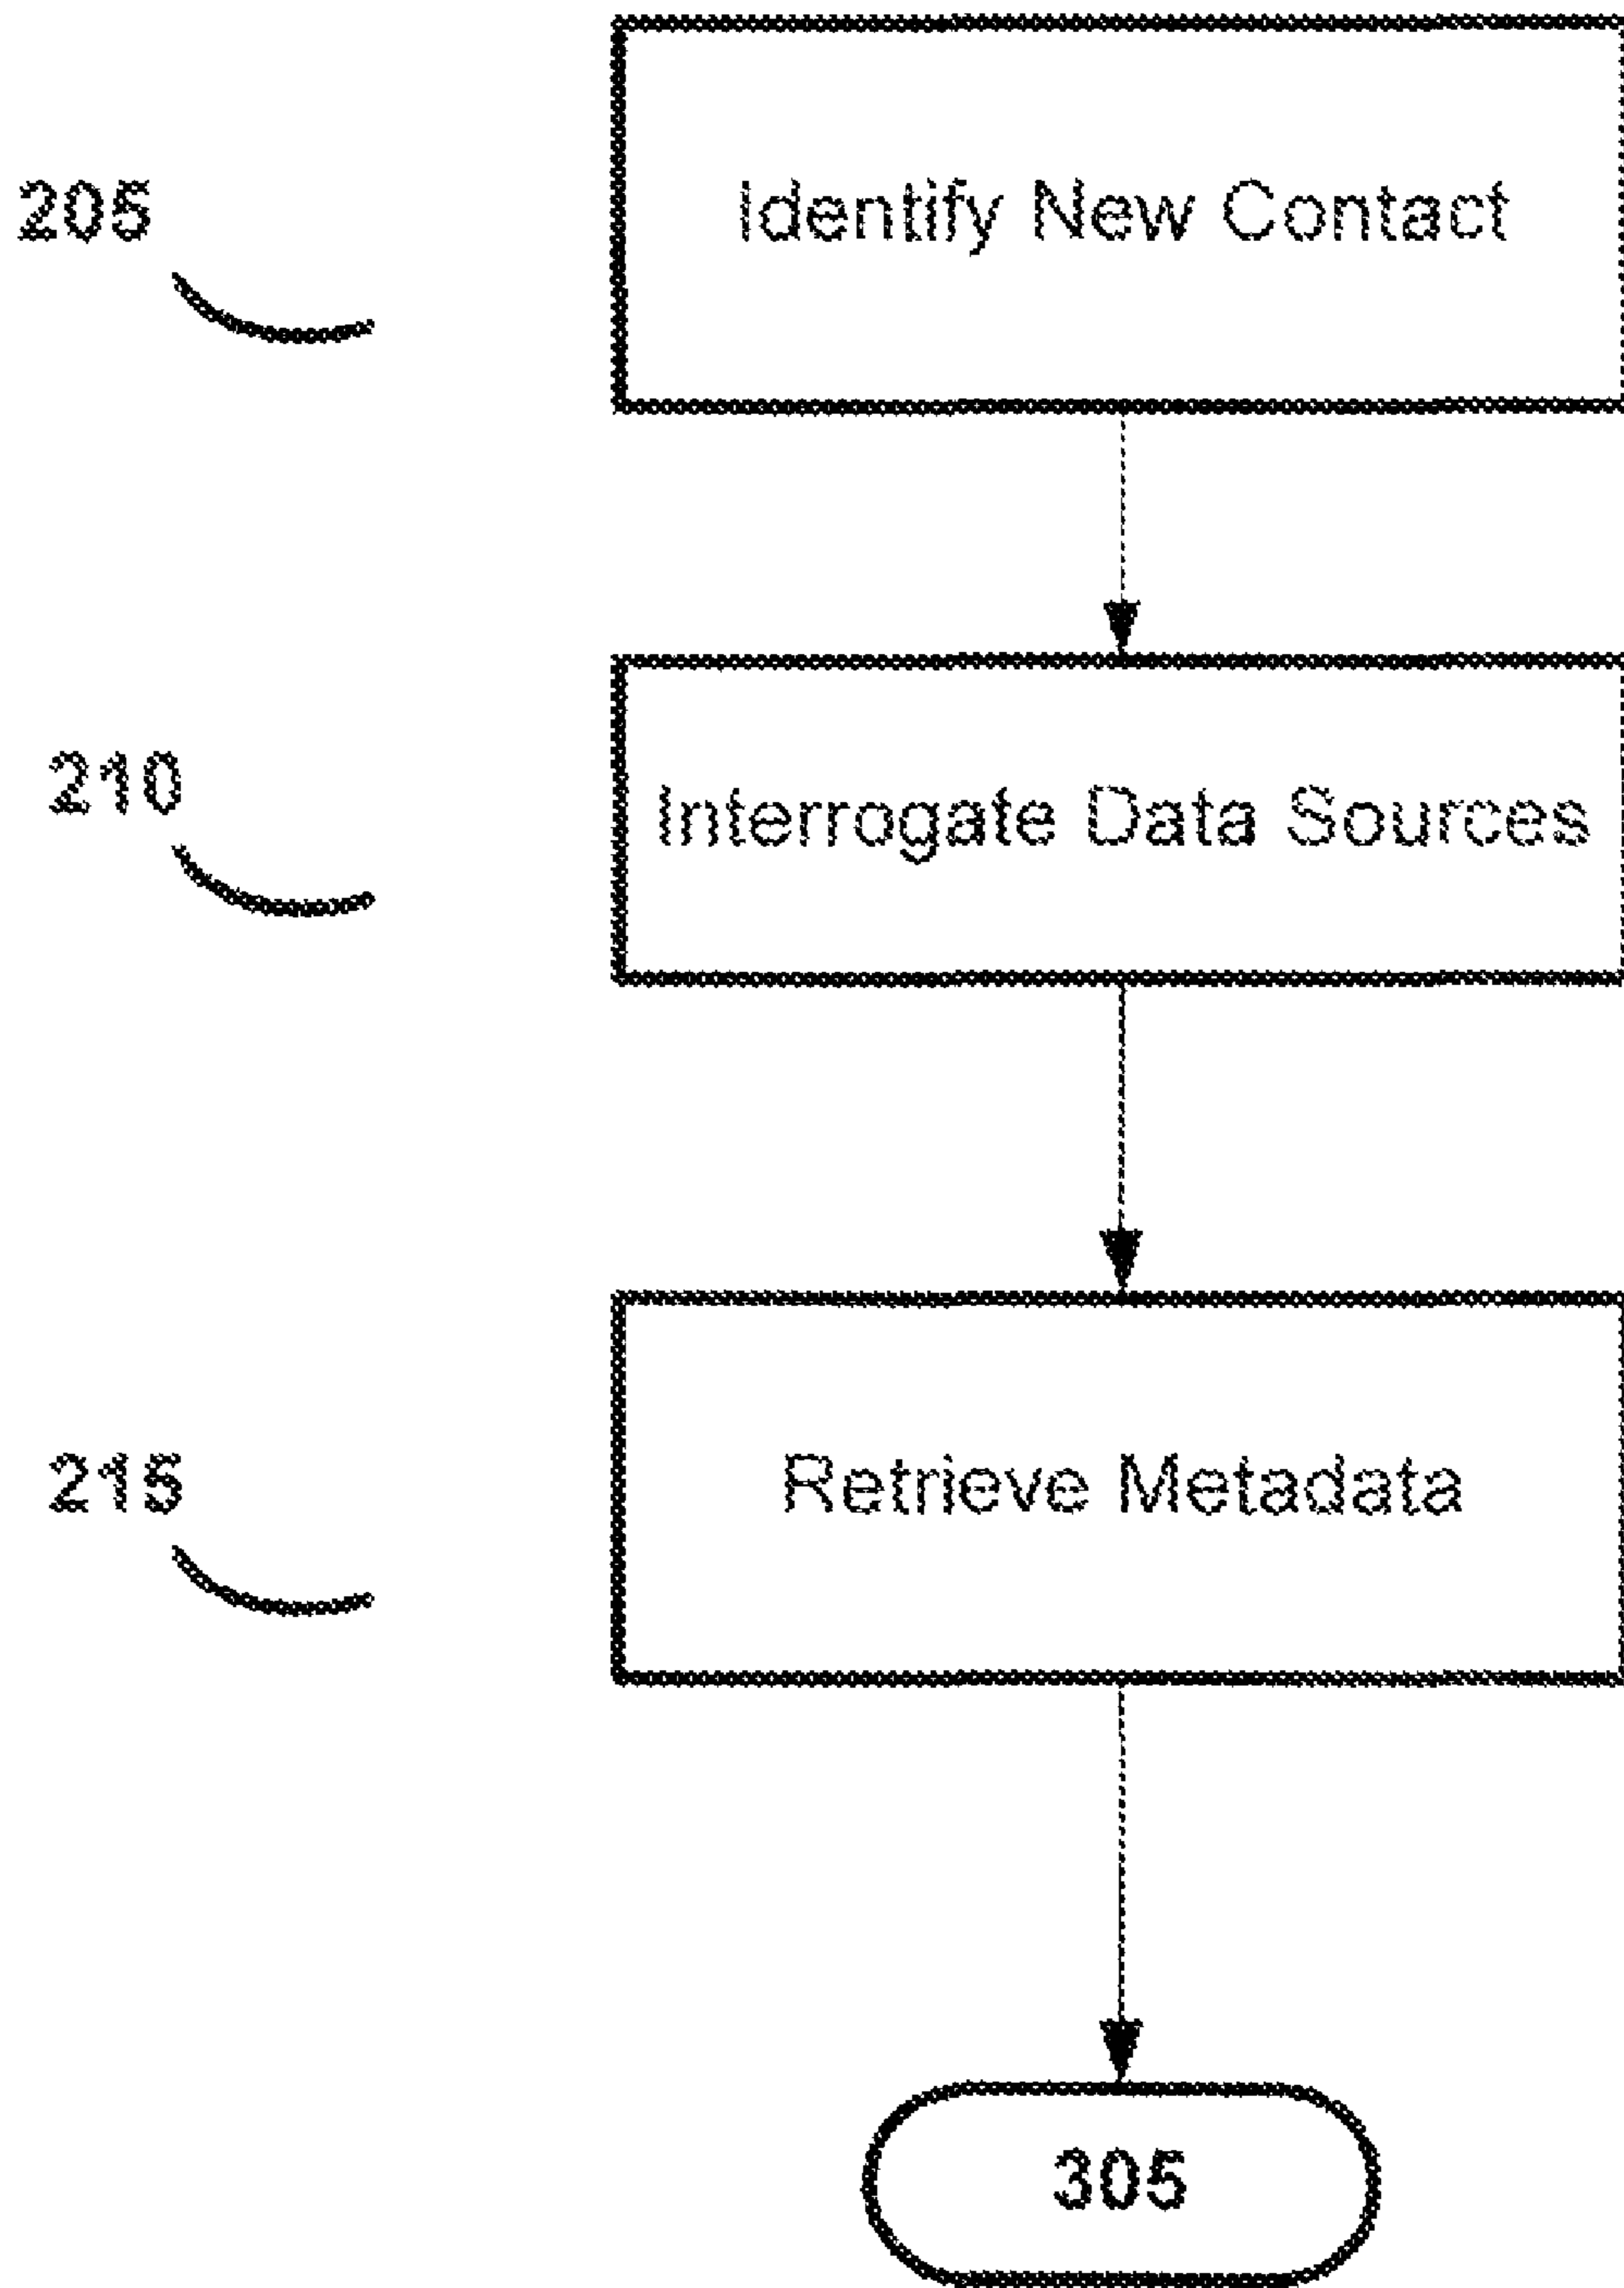 205
Identify New Contact
210
Interrogate Data Sources
215
Retrieve Metadata
305